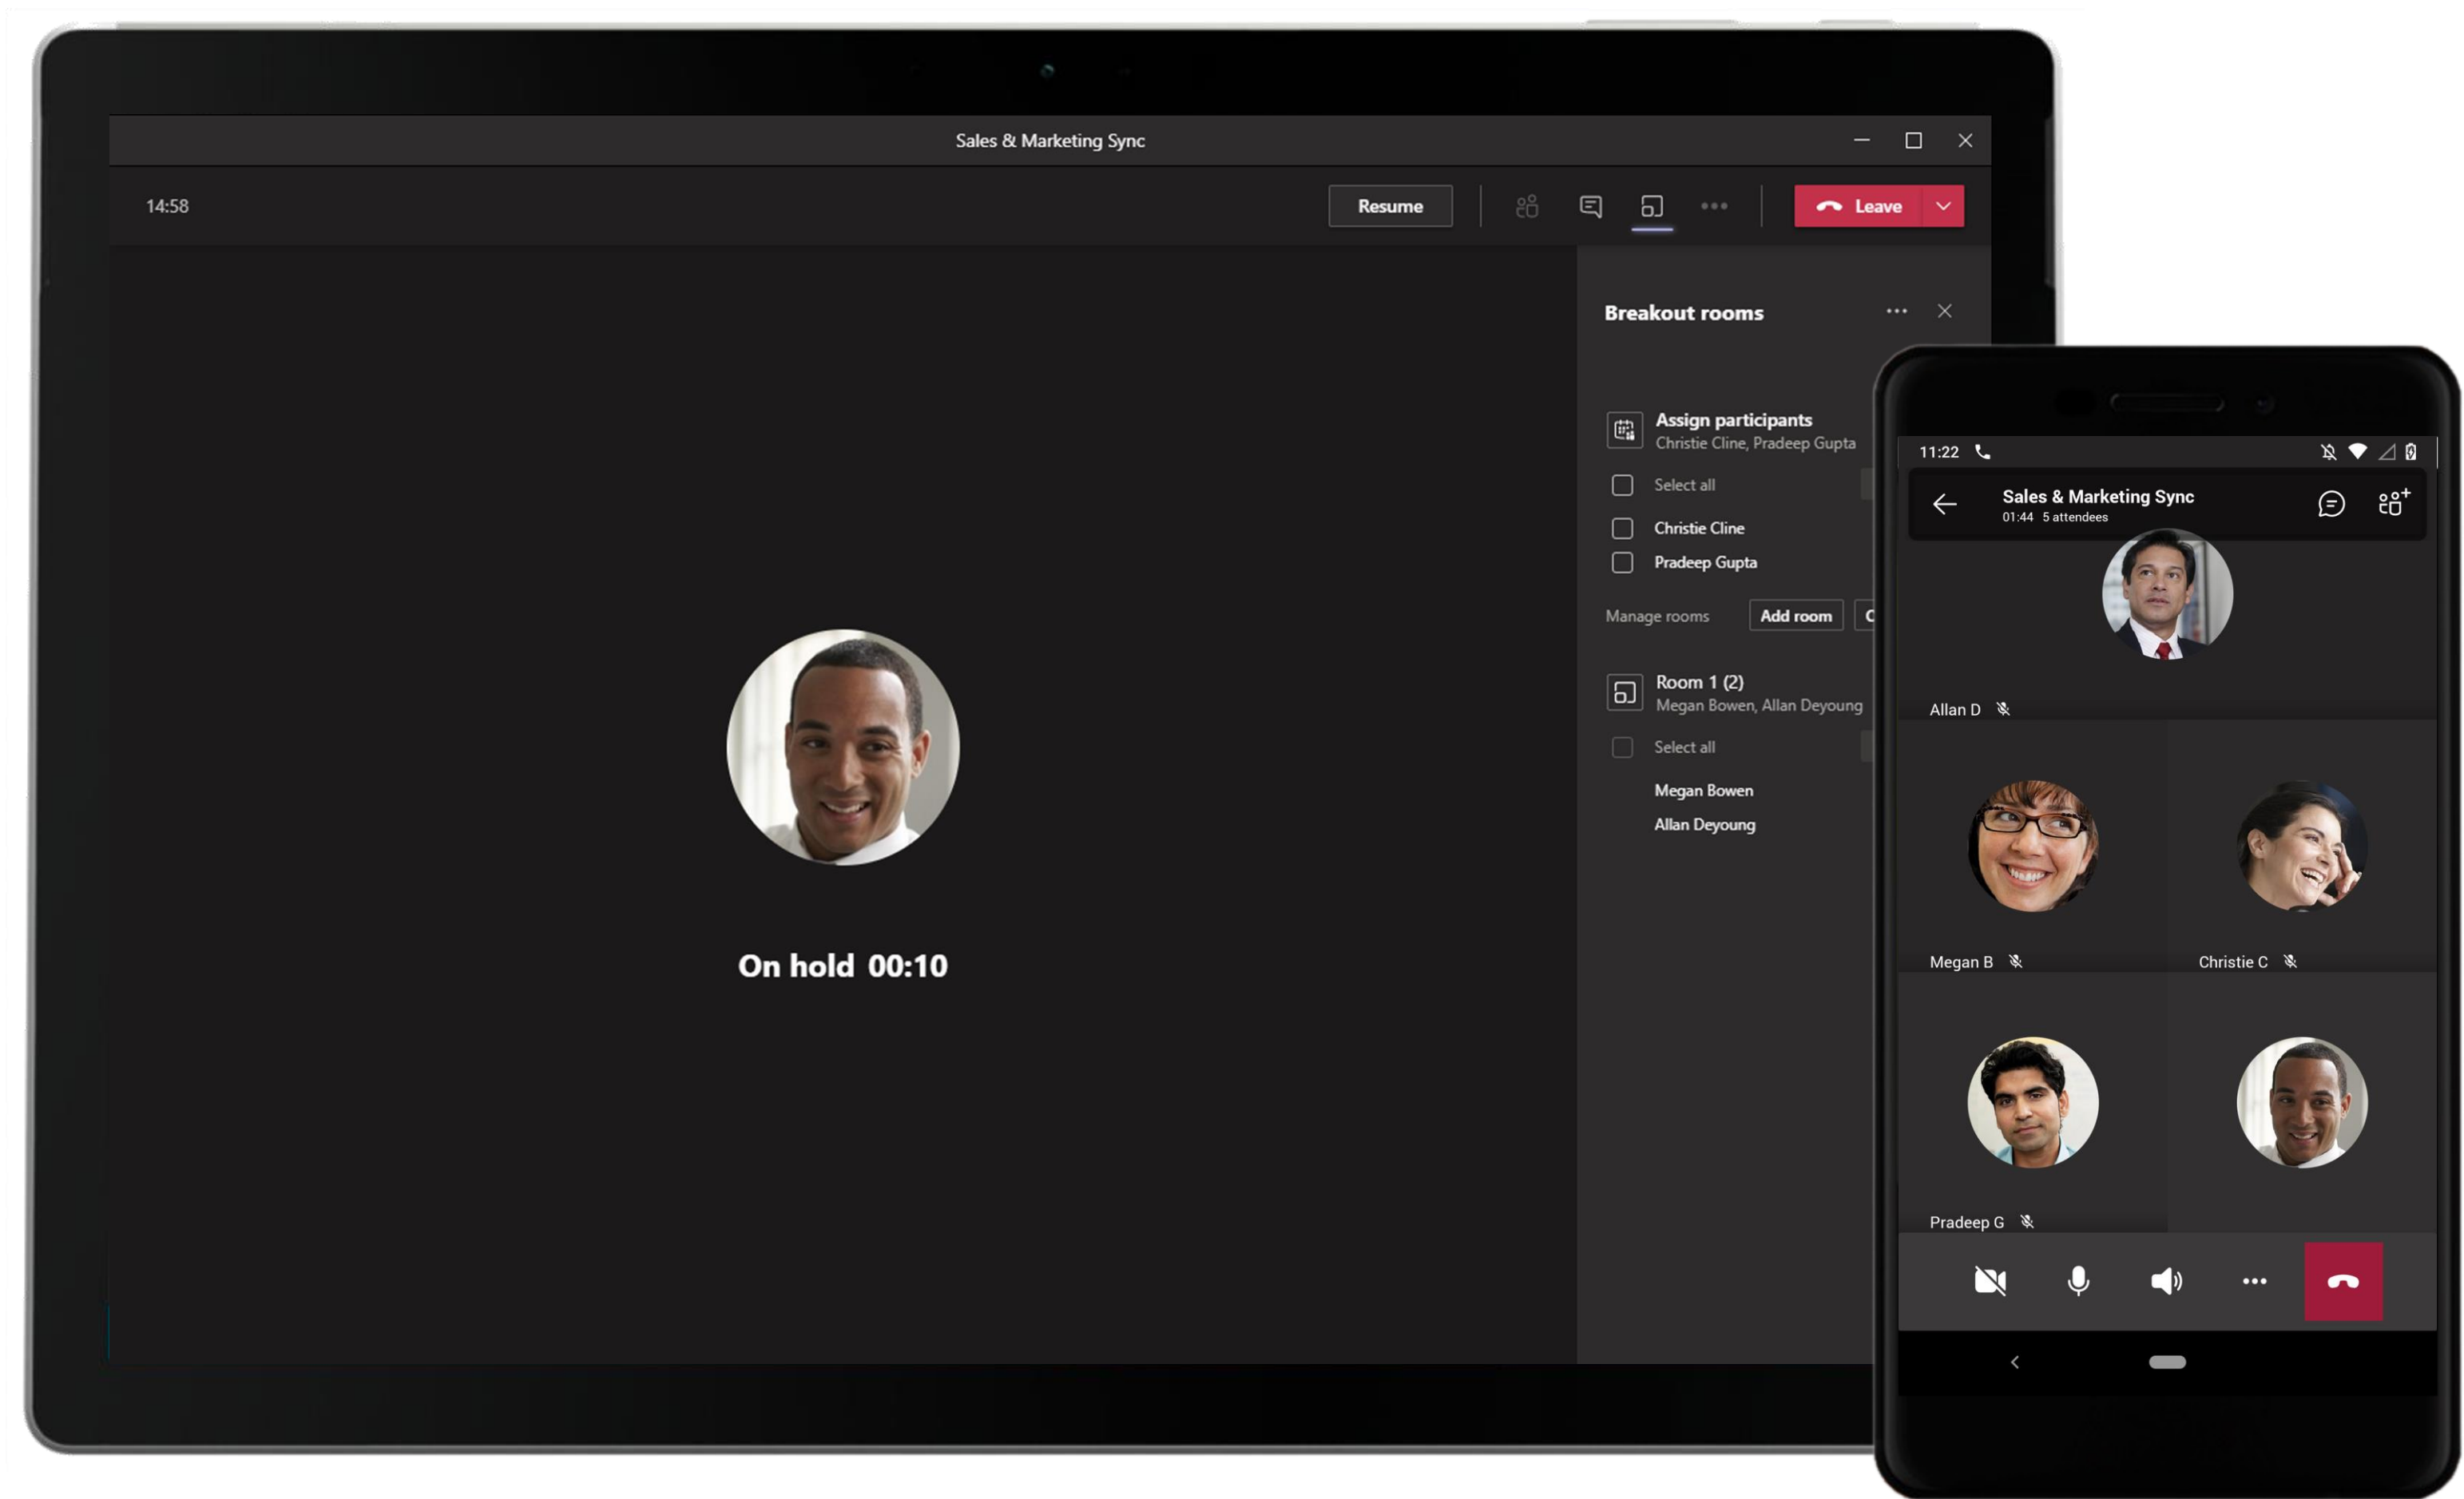 Sales & Marketing Sync
14:58
Resume
Leave
Breakout rooms
Assign participants
Christie Cline, Pradeep Gupta
Select all
Christie Cline
Pradeep Gupta
Manage rooms
Add room
Room 1 (2)
Megan Bowen, Allan Deyoung
Select all
Megan Bowen
Allan Deyoung
On hold 00:10
11:22
Sales & Marketing Sync
01:44 5 attendees
Allan D
Megan B
Christie C
Pradeep G